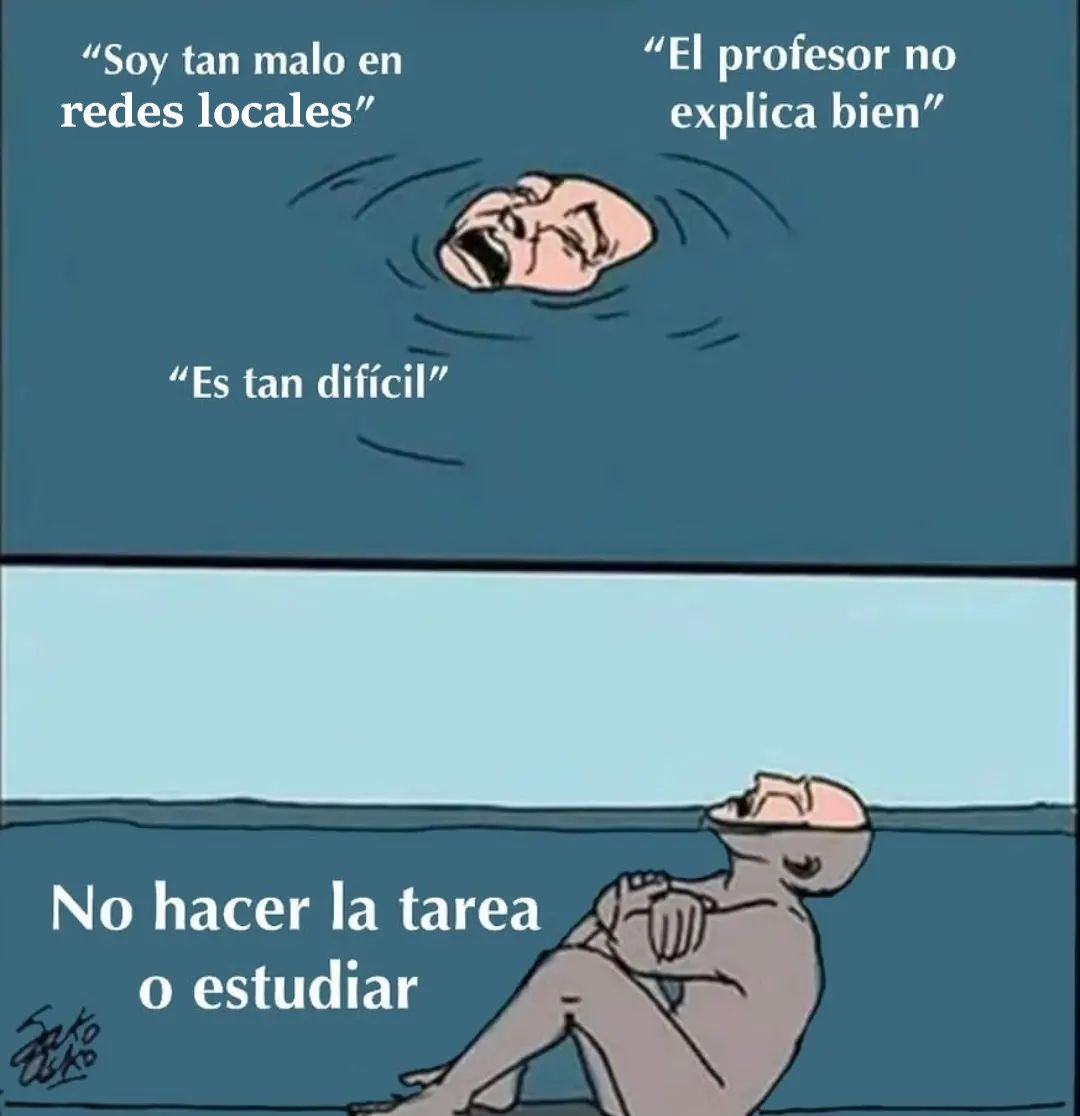 “Soy tan malo en
redes locales”
“El profesor no
explica bien”
“Es tan difícil”
No hacer la tarea
o estudiar